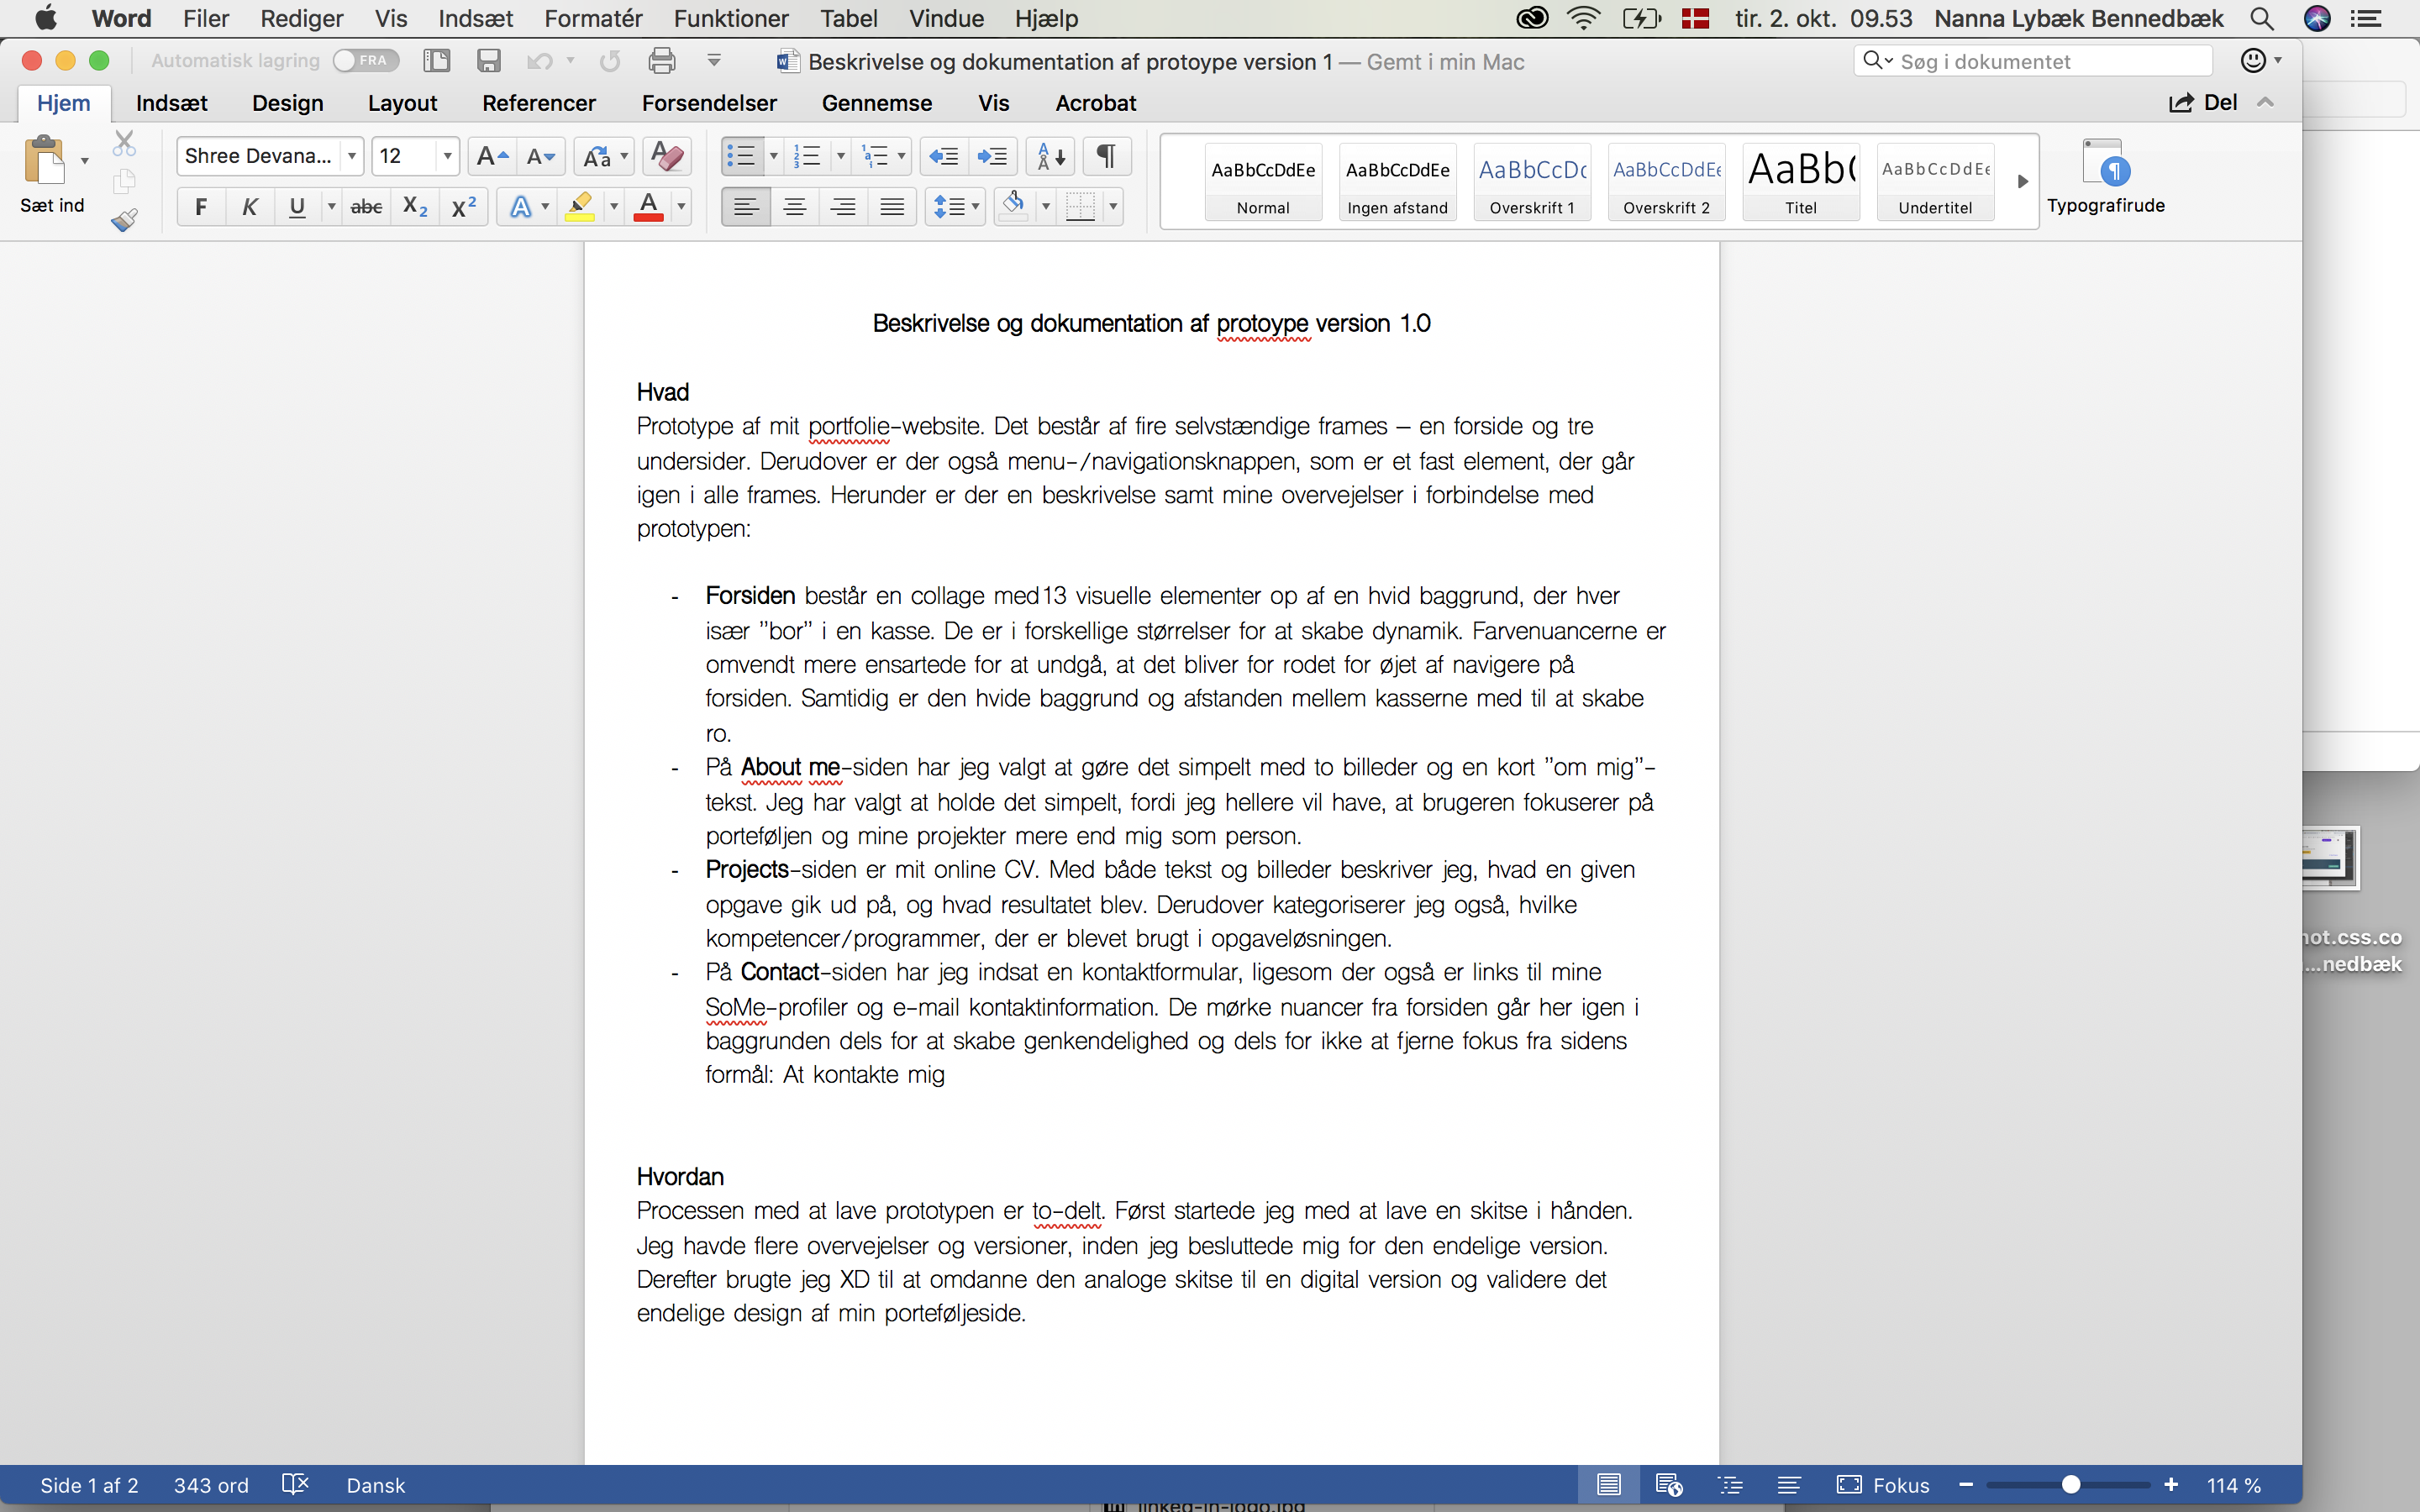 Word Filer Rediger Vis Indsæt Formatér Funktioner Tabel Vindue Hjælp tir. 2. okt. 09.53 Nanna Lybæk Bennedbæk
Automatisk lagring FRA Beskrivelse og dokumentation af protoype version 1 — Gemt i min Mac Søg i dokumentet
Hjem Indsæt Design Layout Referencer Forsendelser Gennemse Vis Acrobat Del
Sæt ind
Shree Devana... 12
AaBbCcDdEe AaBbCcDdEe AaBbCcDc AaBbCcDdEe AaBb( AaBbCcDdEe
Normal Ingen afstand Overskrift 1 Overskrift 2 Titel Undertitel
Typografirude
F K U abc X2 X2 A A
Beskrivelse og dokumentation af protoype version 1.0
Hvad
Prototype af mit portfolie-website. Det består af fire selvstændige frames – en forside og tre
undersider. Derudover er der også menu-/navigationsknappen, som er et fast element, der går
igen i alle frames. Herunder er der en beskrivelse samt mine overvejelser i forbindelse med
prototypen:
- Forsiden består en collage med13 visuelle elementer op af en hvid baggrund, der hver
især ”bor” i en kasse. De er i forskellige størrelser for at skabe dynamik. Farvenuancerne er
omvendt mere ensartede for at undgå, at det bliver for rodet for øjet af navigere på
forsiden. Samtidig er den hvide baggrund og afstanden mellem kasserne med til at skabe
ro.
- På About me-siden har jeg valgt at gøre det simpelt med to billeder og en kort ”om mig”-
tekst. Jeg har valgt at holde det simpelt, fordi jeg hellere vil have, at brugeren fokuserer på
porteføljen og mine projekter mere end mig som person.
- Projects-siden er mit online CV. Med både tekst og billeder beskriver jeg, hvad en given
opgave gik ud på, og hvad resultatet blev. Derudover kategoriserer jeg også, hvilke
kompetencer/programmer, der er blevet brugt i opgaveløsningen.
- På Contact-siden har jeg indsat en kontaktformular, ligesom der også er links til mine
SoMe-profiler og e-mail kontaktinformation. De mørke nuancer fra forsiden går her igen i
baggrunden dels for at skabe genkendelighed og dels for ikke at fjerne fokus fra sidens
formål: At kontakte mig
Hvordan
Processen med at lave prototypen er to-delt. Først startede jeg med at lave en skitse i hånden.
Jeg havde flere overvejelser og versioner, inden jeg besluttede mig for den endelige version.
Derefter brugte jeg XD til at omdanne den analoge skitse til en digital version og validere det
endelige design af min porteføljeside.
not.css.co
...nedbæk
Side 1 af 2 343 ord Dansk Fokus 114 %
linked-in-logo.jpg